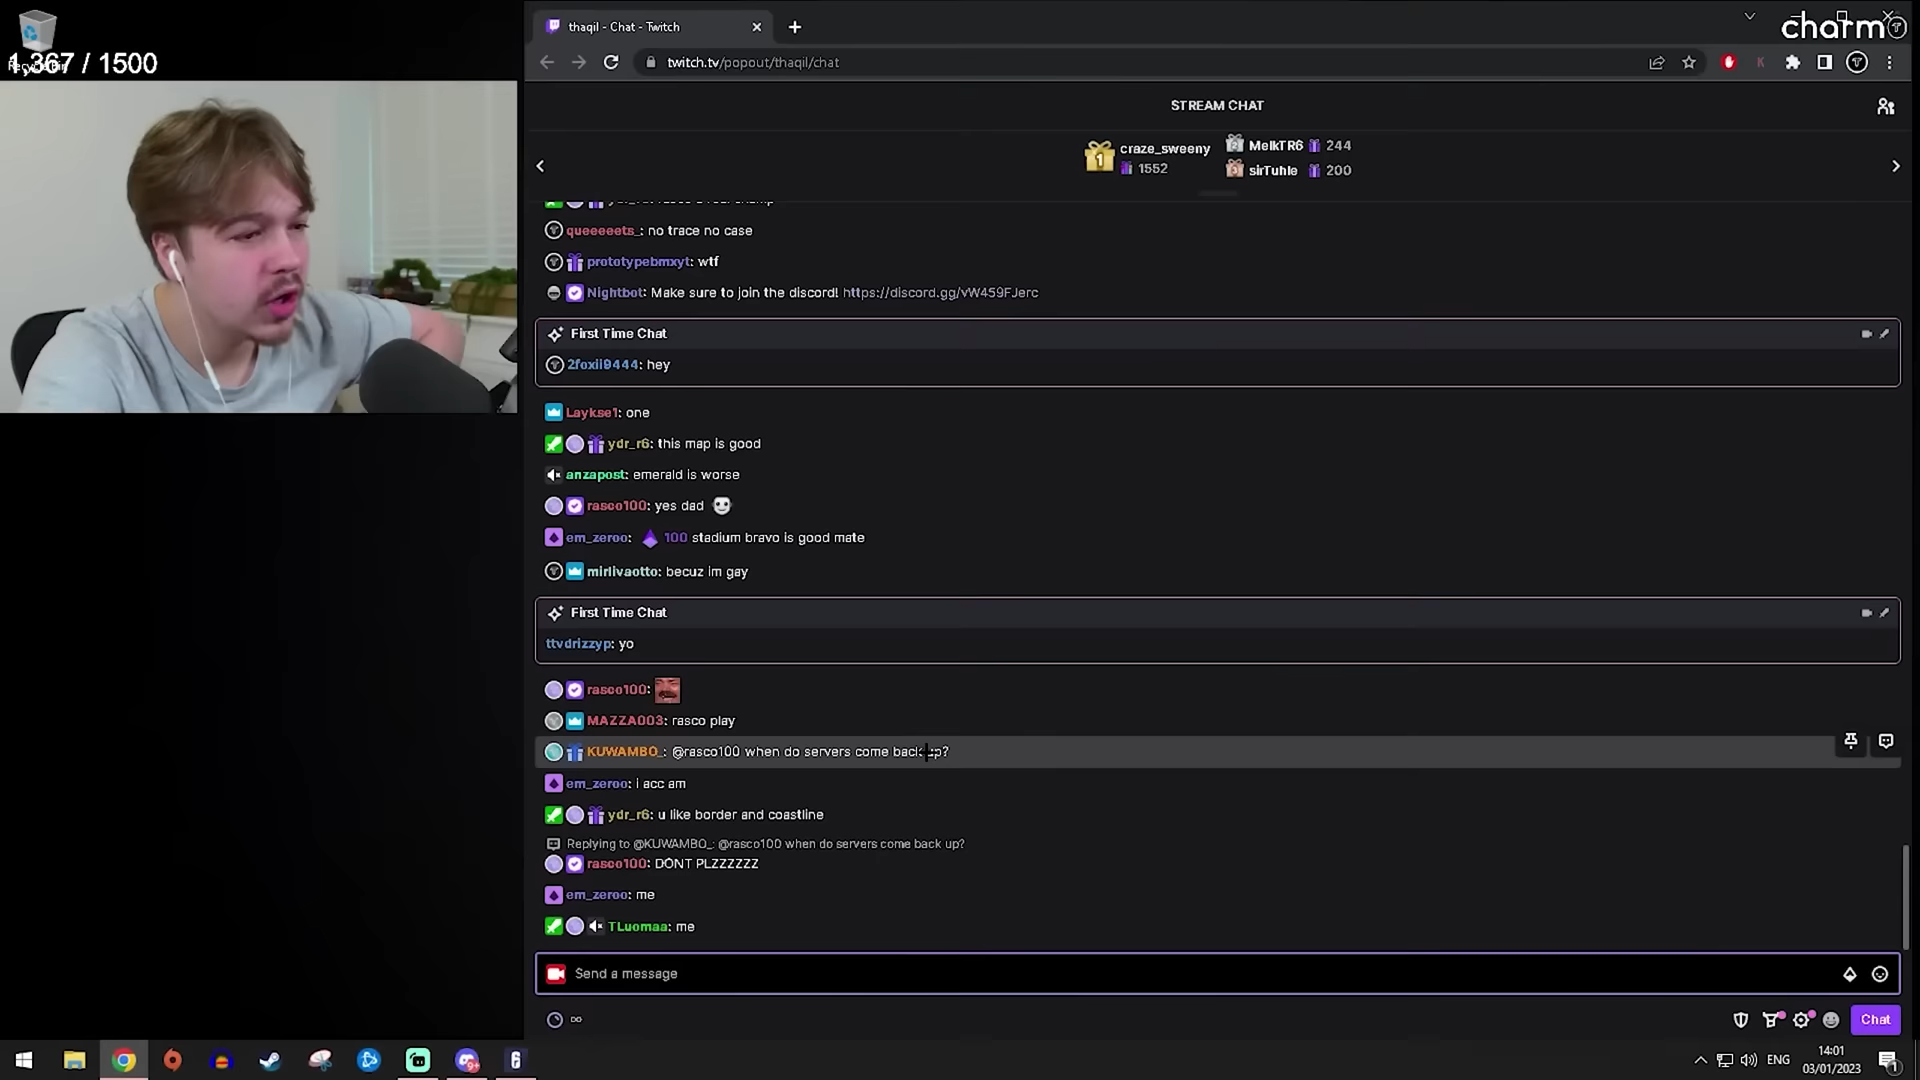 thaqil - Chat - Twitch
charm
1,367 / 1500
twitch.tv/popout/thaqil/chat
STREAM CHAT
craze_sweeny
1552
MelkTR6 244
sirTuhle 200
queeeeets_: no trace no case
prototypebmxyt: wtf
Nightbot: Make sure to join the discord! https://discord.gg/vW459FJerc
First Time Chat
2foxii9444: hey
Laykse1: one
ydr_r6: this map is good
anzapost: emerald is worse
rasco100: yes dad
em_zeroo: 100 stadium bravo is good mate
mirlivaotto: becuz im gay
First Time Chat
ttvdrizzyp: yo
rasco100:
MAZZA003: rasco play
KUWAMBO_: @rasco100 when do servers come back up?
em_zeroo: i acc am
ydr_r6: u like border and coastline
Replying to @KUWAMBO_: @rasco100 when do servers come back up?
rasco100: DONT PLZZZZZZ
em_zeroo: me
TLuomaa: me
Send a message
Chat
ENG
14:01
03/01/2023